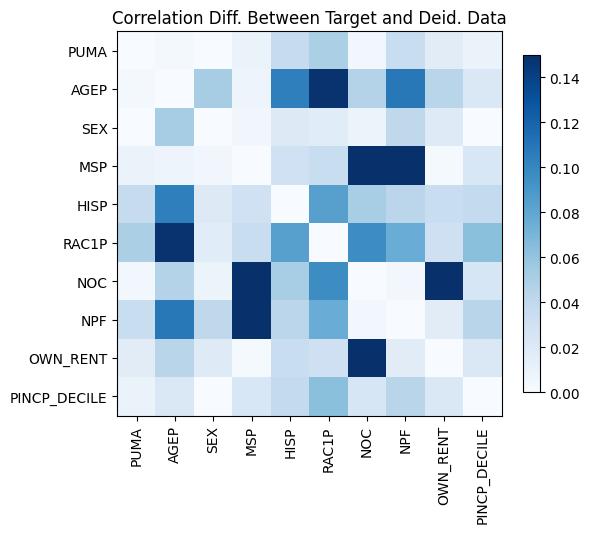 Correlation Diff. Between Target and Deid. Data
PUMA
AGEP
SEX
MSP
HISP
RAC1P
NOC
NPF
OWN_RENT
PINCP_DECILE
PUMA
AGEP
SEX
MSP
HISP
RAC1P
NOC
NPF
OWN_RENT
PINCP_DECILE
0.14
0.12
0.10
0.08
0.06
0.04
0.02
0.00